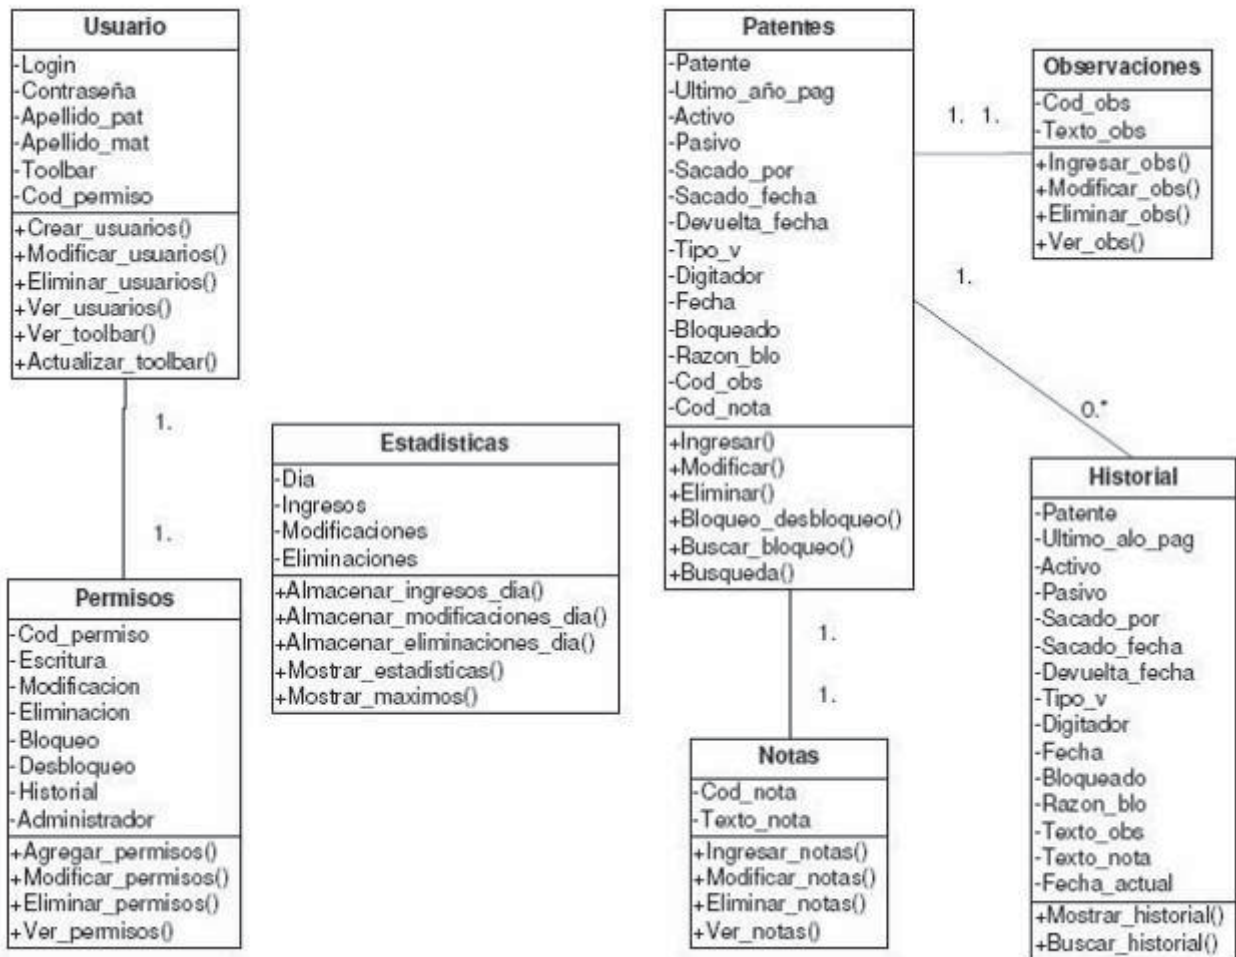 Usuario
-Login
-Contraseña
-Apellido_pat
-Apellido_mat
-Toolbar
-Cod_permiso
+Crear_usuarios()
+Modificar_usuarios()
+Eliminar_usuarios()
+Ver_usuarios()
+Ver_toolbar()
+Actualizar_toolbar()
1.
1.
Permisos
-Cod_permiso
-Escritura
-Modificacion
-Eliminacion
-Bloqueo
-Desbloqueo
-Historial
-Administrador
+Agregar_permisos()
+Modificar_permisos()
+Eliminar_permisos()
+Ver_permisos()
Estadisticas
-Dia
-Ingresos
-Modificaciones
-Eliminaciones
+Almacenar_ingresos_dia()
+Almacenar_modificaciones_dia()
+Almacenar_eliminaciones_dia()
+Mostrar_estadisticas()
+Mostrar_maximos()
Patentes
-Patente
-Ultimo_año_pag
-Activo
-Pasivo
-Sacado_por
-Sacado_fecha
-Devuelta_fecha
-Tipo_v
-Digitador
-Fecha
-Bloqueado
-Razon_blo
-Cod_obs
-Cod_nota
+Ingresar()
+Modificar()
+Eliminar()
+Bloqueo_desbloqueo()
+Buscar_bloqueo()
+Busqueda()
1. 1.
Observaciones
-Cod_obs
-Texto_obs
+Ingresar_obs()
+Modificar_obs()
+Eliminar_obs()
+Ver_obs()
1.
0.*
1.
1.
Notas
-Cod_nota
-Texto_nota
+Ingresar_notas()
+Modificar_notas()
+Eliminar_notas()
+Ver_notas()
Historial
-Patente
-Ultimo_alo_pag
-Activo
-Pasivo
-Sacado_por
-Sacado_fecha
-Devuelta_fecha
-Tipo_v
-Digitador
-Fecha
-Bloqueado
-Razon_blo
-Texto_obs
-Texto_nota
-Fecha_actual
+Mostrar_historial()
+Buscar_historial()